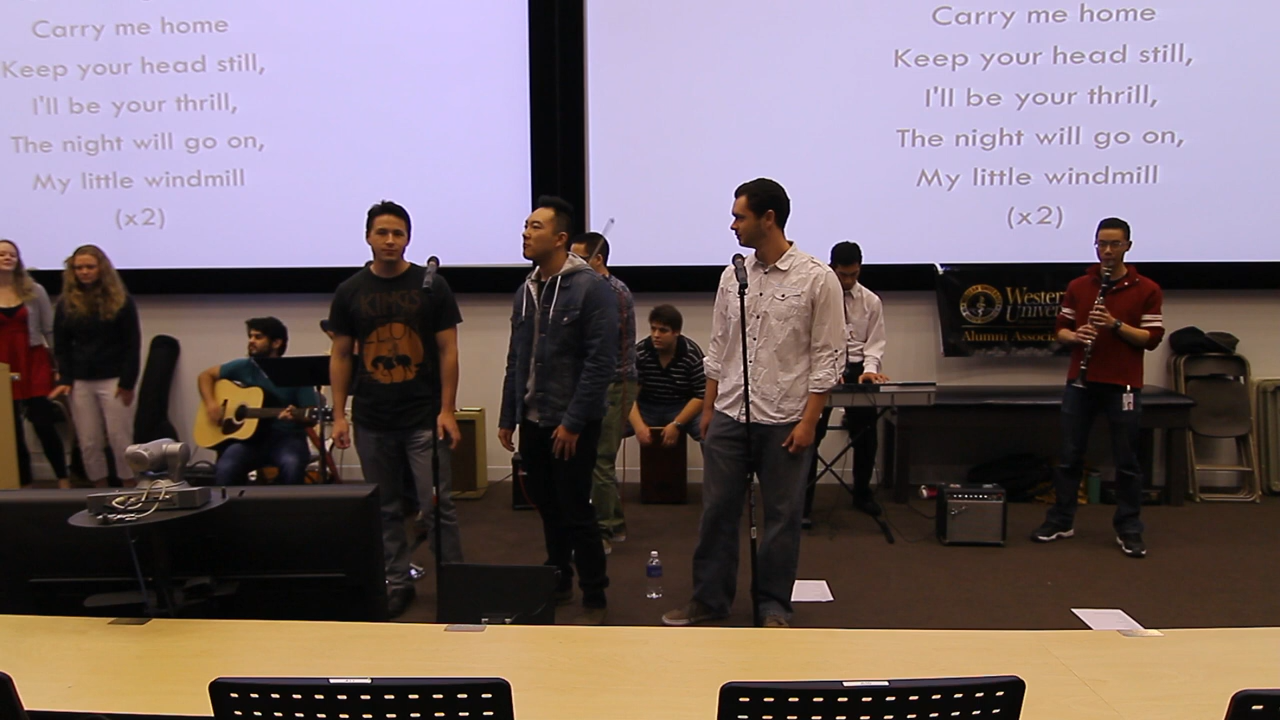 Carry me home
Keep your head still,
I'll be your thrill,
The night will go on,
My little windmill
(x2)
Carry me home
Keep your head still,
I'll be your thrill,
The night will go on,
My little windmill
(x2)
KINGS
Western
Alumni